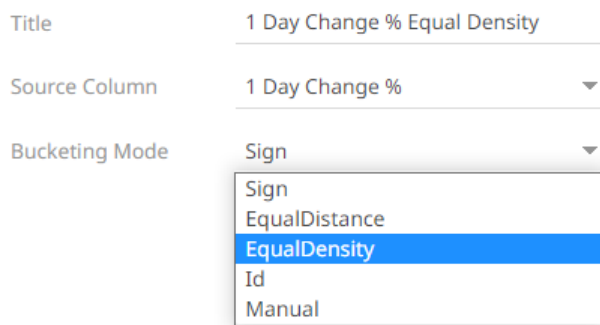 Title 1 Day Change % Equal Density
Source Column 1 Day Change %
Bucketing Mode Sign
Sign
EqualDistance
EqualDensity
Id
Manual